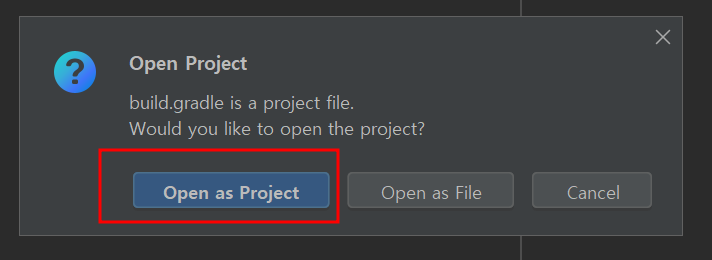 Open Project
build.gradle is a project file.
Would you like to open the project?
Open as Project
Open as File
Cancel